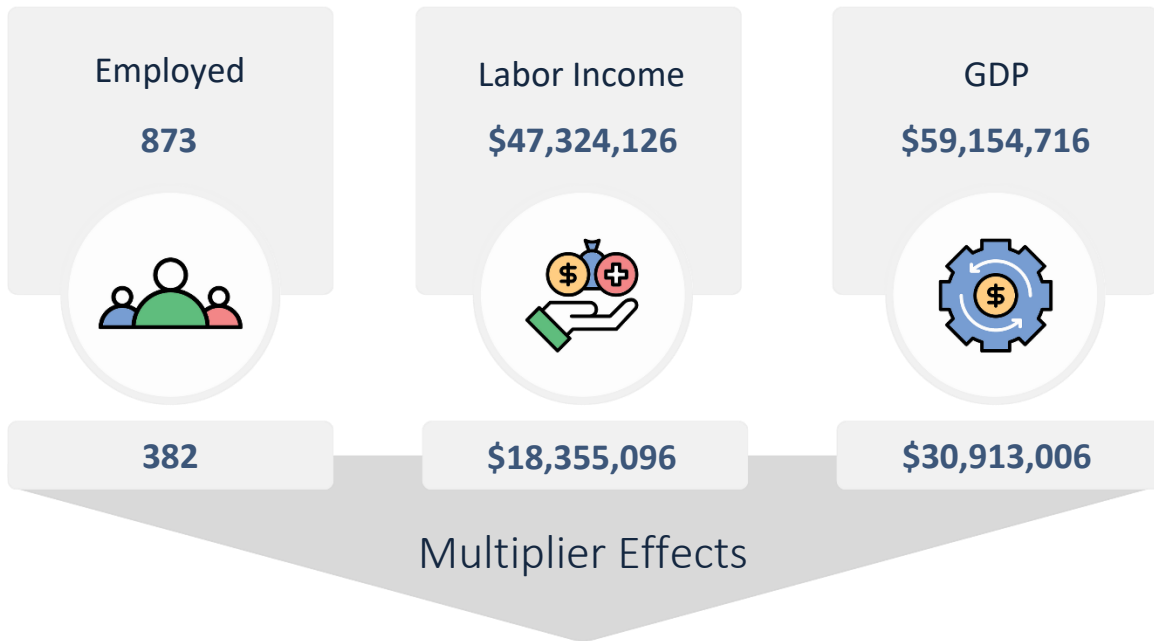 Employed
873
Labor Income
$47,324,126
GDP
$59,154,716
382
$18,355,096
$30,913,006
Multiplier Effects